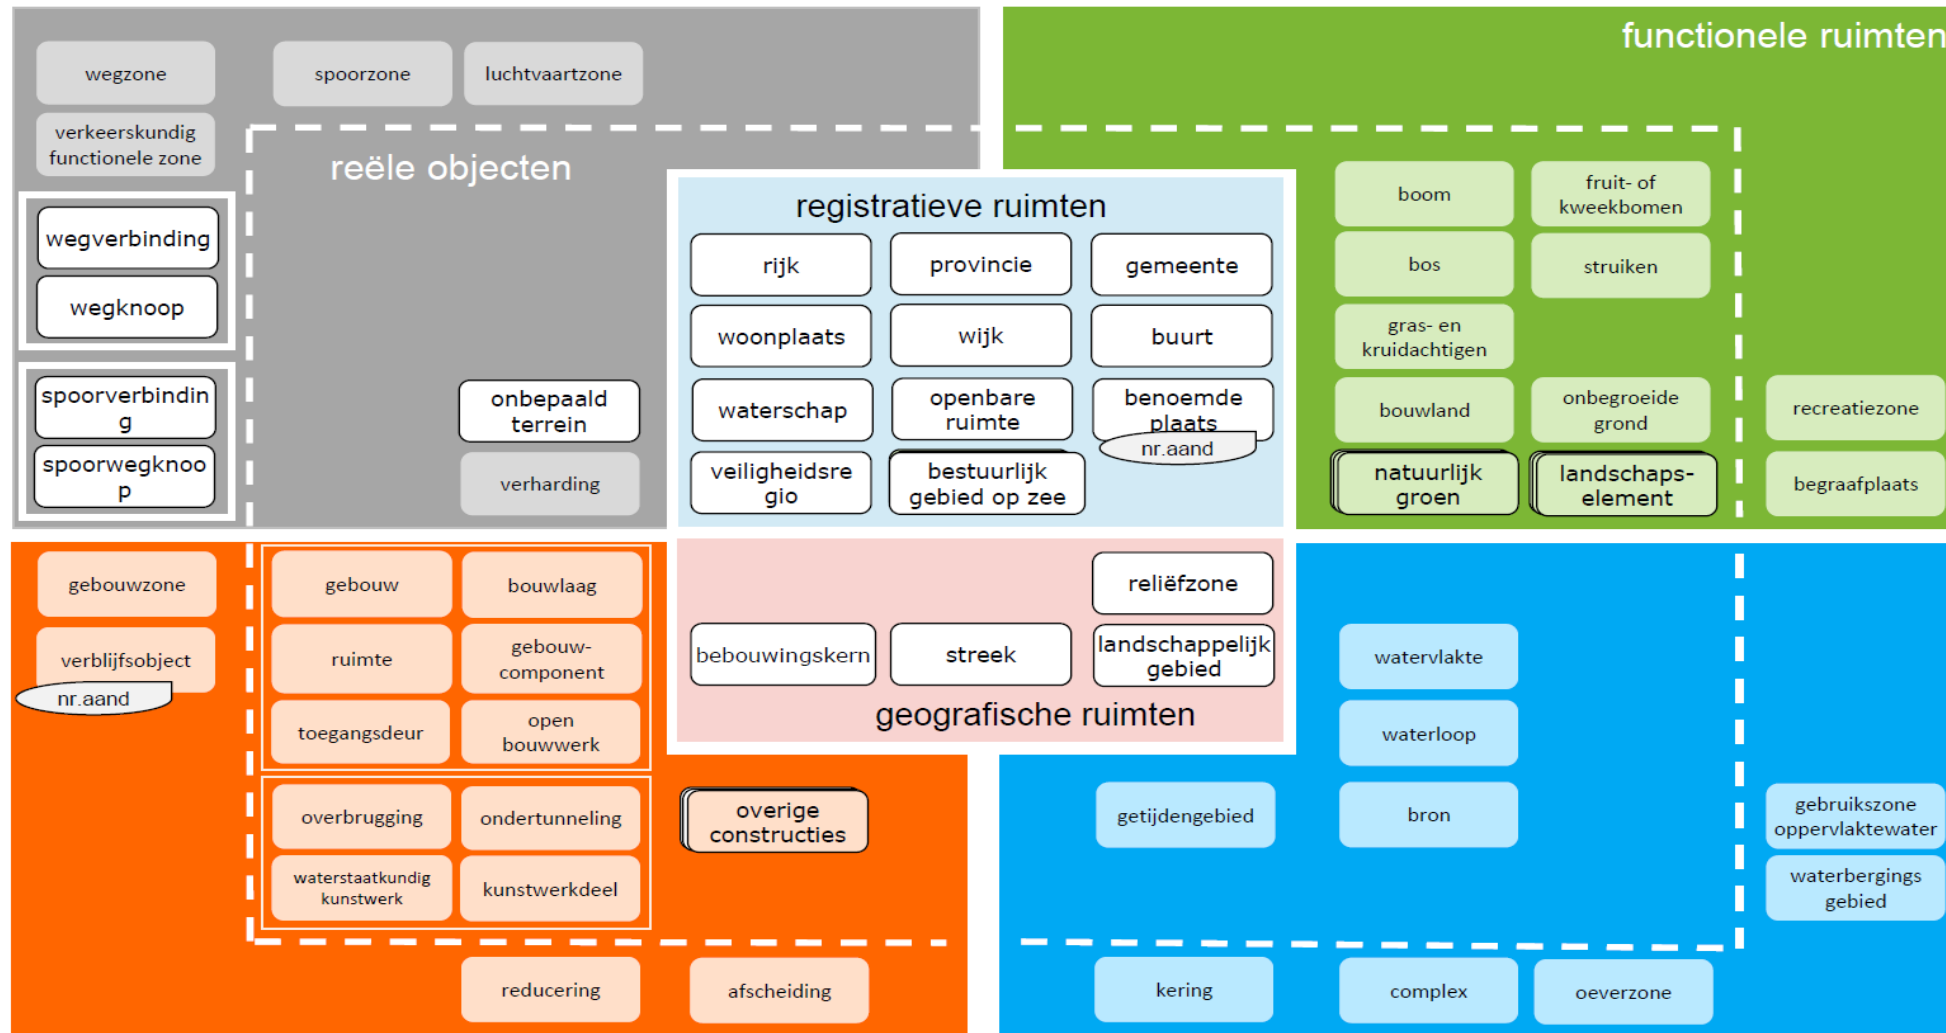 functionele ruimten
wegzone
spoorzone
luchtvaartzone
verkeerskundig
functionele zone
reële objecten
wegverbinding
wegknoop
spoorverbindin
g
spoorwegknoo
p
onbepaald
terrein
verharding
registratieve ruimten
rijk
provincie
gemeente
woonplaats
wijk
buurt
waterschap
openbare
ruimte
benoemde
plaats
nr.aand
veiligheidsre
gio
bestuurlijk
gebied op zee
boom
fruit- of
kweekbomen
bos
struiken
gras- en
kruidachtigen
bouwland
onbegroeide
grond
natuurlijk
groen
landschaps-
element
recreatiezone
begraafplaats
gebouwzone
verblijfsobject
nr.aand
gebouw
bouwlaag
ruimte
gebouw-
component
toegangsdeur
open
bouwwerk
overbrugging
ondertunneling
waterstaatkundig
kunstwerk
kunstwerkdeel
overige
constructies
reducering
afscheiding
reliëfzone
bebouwingskern
streek
landschappelijk
gebied
geografische ruimten
watervlakte
waterloop
getijdengebied
bron
gebruikszone
oppervlaktewater
waterbergings
gebied
kering
complex
oeverzone